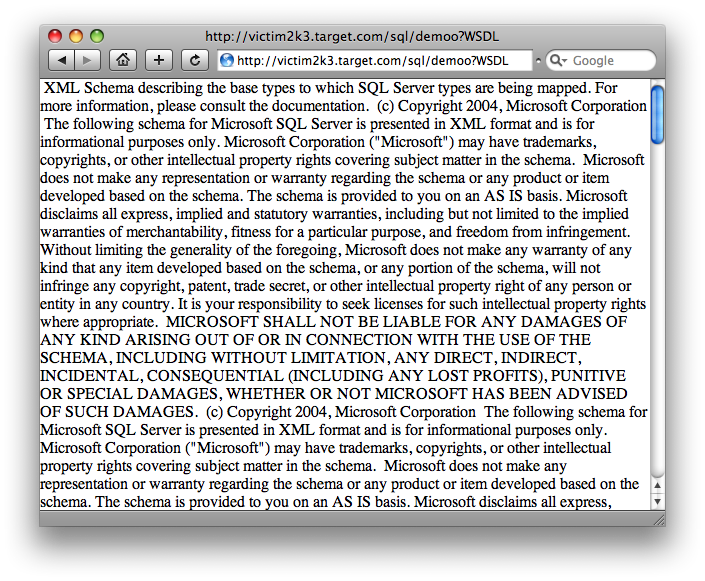 http://victim2k3.target.com/sql/demoo?WSDL
http://victim2k3.target.com/sql/demoo?WSDL
Google
XML Schema describing the base types to which SQL Server types are being mapped. For
more information, please consult the documentation. (c) Copyright 2004, Microsoft Corporation
The following schema for Microsoft SQL Server is presented in XML format and is for
informational purposes only. Microsoft Corporation ("Microsoft") may have trademarks,
copyrights, or other intellectual property rights covering subject matter in the schema. Microsoft
does not make any representation or warranty regarding the schema or any product or item
developed based on the schema. The schema is provided to you on an AS IS basis. Microsoft
disclaims all express, implied and statutory warranties, including but not limited to the implied
warranties of merchantability, fitness for a particular purpose, and freedom from infringement.
Without limiting the generality of the foregoing, Microsoft does not make any warranty of any
kind that any item developed based on the schema, or any portion of the schema, will not
infringe any copyright, patent, trade secret, or other intellectual property right of any person or
entity in any country. It is your responsibility to seek licenses for such intellectual property rights
where appropriate. MICROSOFT SHALL NOT BE LIABLE FOR ANY DAMAGES OF
ANY KIND ARISING OUT OF OR IN CONNECTION WITH THE USE OF THE
SCHEMA, INCLUDING WITHOUT LIMITATION, ANY DIRECT, INDIRECT,
INCIDENTAL, CONSEQUENTIAL (INCLUDING ANY LOST PROFITS), PUNITIVE
OR SPECIAL DAMAGES, WHETHER OR NOT MICROSOFT HAS BEEN ADVISED
OF SUCH DAMAGES. (c) Copyright 2004, Microsoft Corporation The following schema for
Microsoft SQL Server is presented in XML format and is for informational purposes only.
Microsoft Corporation ("Microsoft") may have trademarks, copyrights, or other intellectual
property rights covering subject matter in the schema. Microsoft does not make any
representation or warranty regarding the schema or any product or item developed based on the
schema. The schema is provided to you on an AS IS basis. Microsoft disclaims all express,